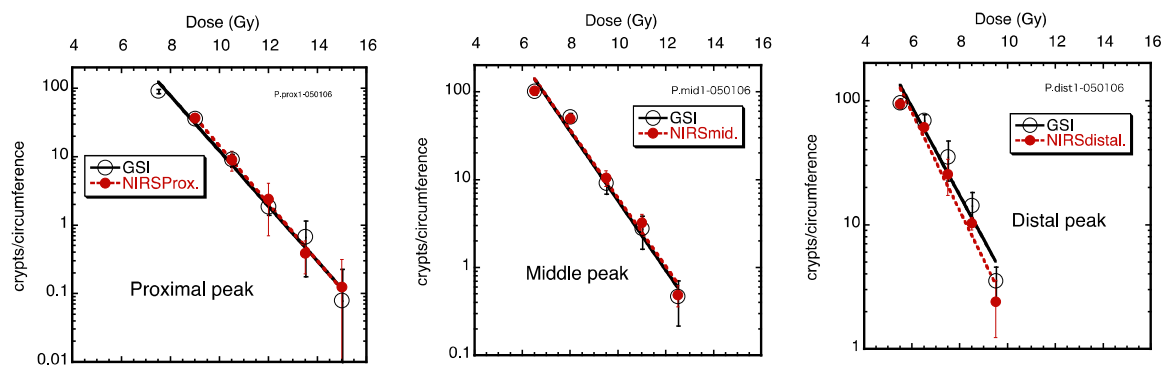 Dose (Gy)
4 6 8 10 12 14 16
100
10
1
0.1
0.01
crypts/circumference
P.prox1-050106
GSI
NIRSProx.
Proximal peak
Dose (Gy)
4 6 8 10 12 14 16
100
10
1
0.1
crypts/circumference
P.mid1-050106
GSI
NIRSmid.
Middle peak
Dose (Gy)
4 6 8 10 12 14 16
100
10
1
crypts/circumference
P.dist1-050106
GSI
NIRSdistal.
Distal peak